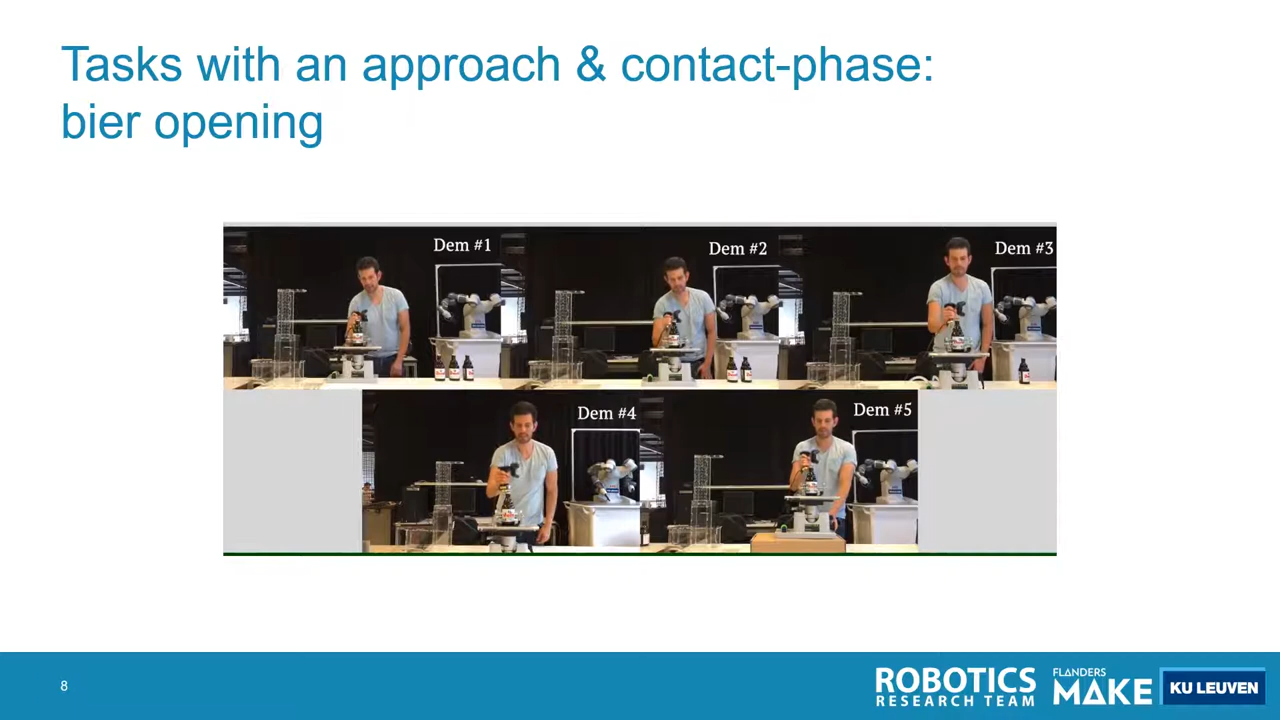 Tasks with an approach & contact-phase:
bier opening
Dem #1
Dem #2
Dem #3
Dem #4
Dem #5
8
ROBOTICS
RESEARCH TEAM
FLANDERS
MAKE
KU LEUVEN